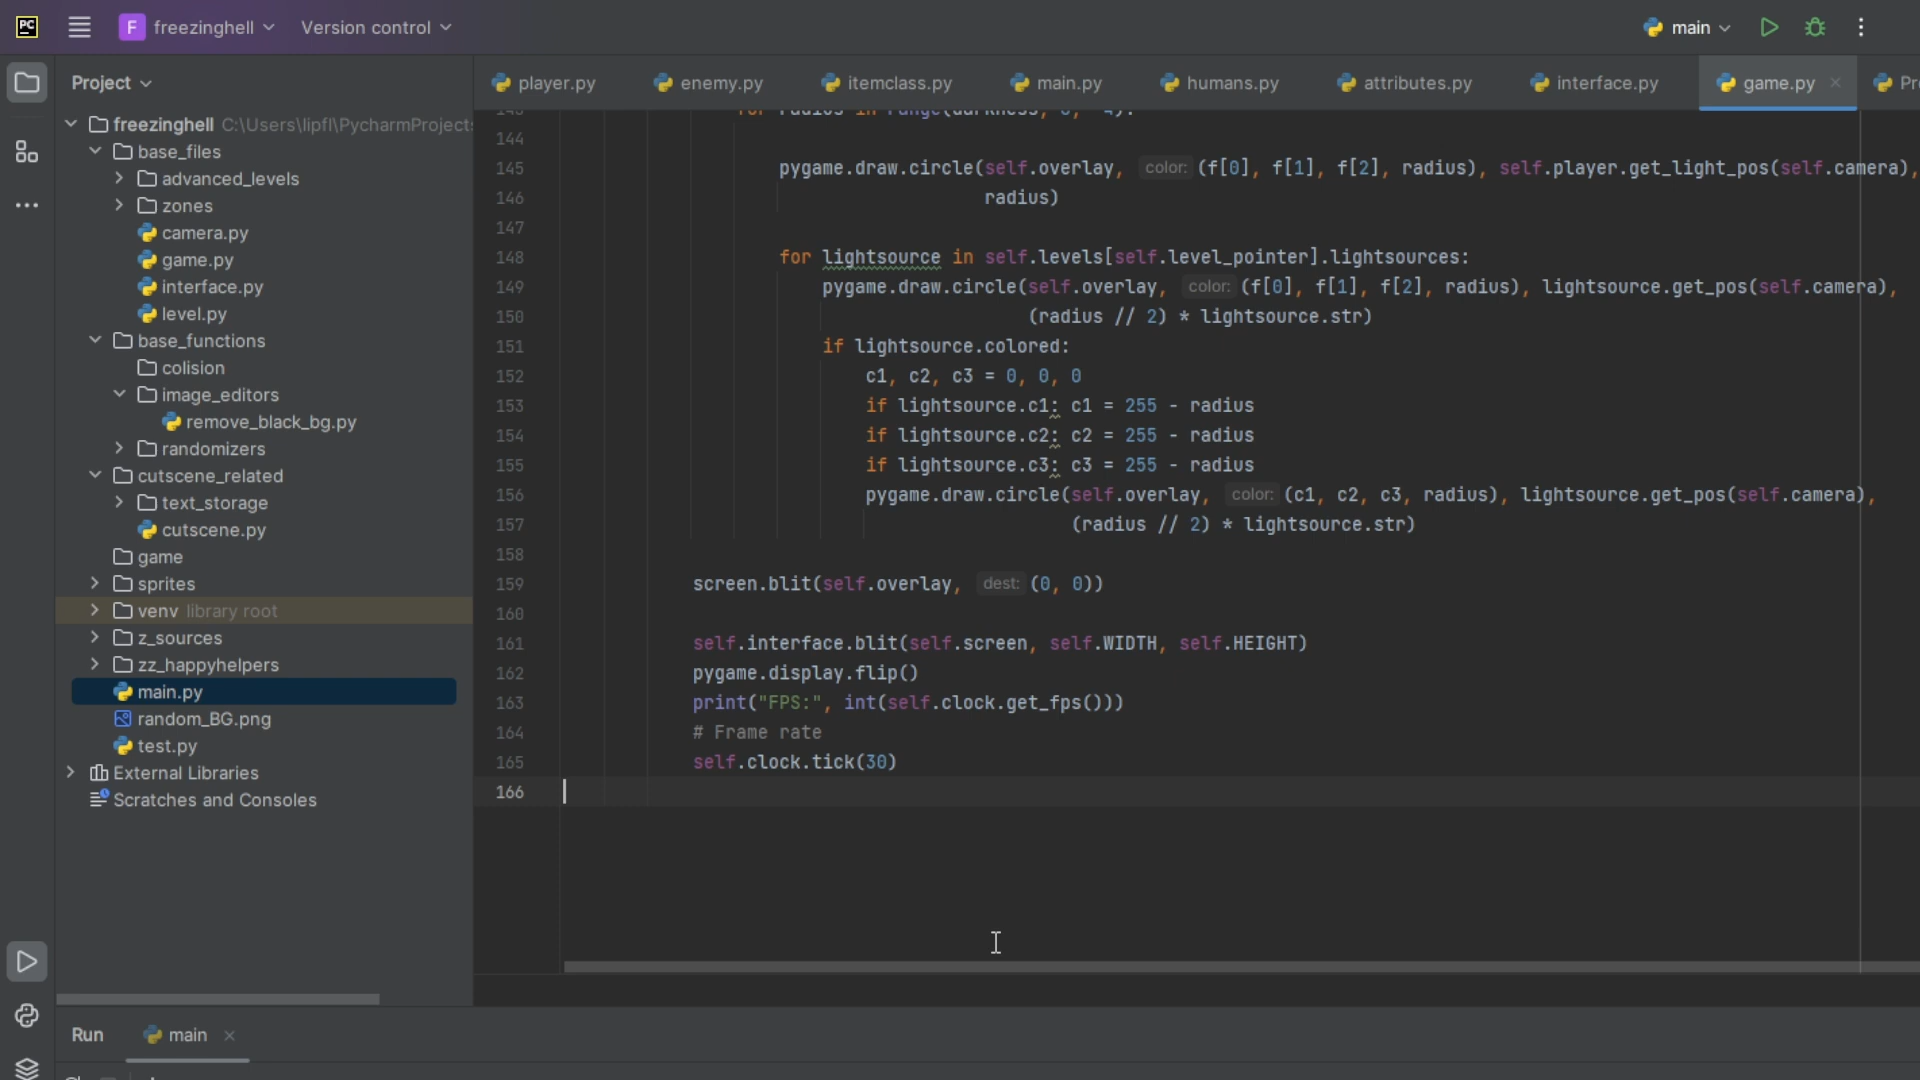 PC
F freezinghell Version control main
Project
player.py enemy.py itemclass.py main.py humans.py attributes.py interface.py game.py Pr
freezinghell C:\Users\lipfl\PycharmProjects
base_files
advanced_levels
zones
camera.py
game.py
interface.py
level.py
base_functions
colision
image_editors
remove_black_bg.py
randomizers
cutscene_related
text_storage
cutscene.py
game
sprites
venv library root
z_sources
zz_happyhelpers
main.py
random_BG.png
test.py
External Libraries
Scratches and Consoles
143 for radius in range(darkness, 0, -4):
144
145 pygame.draw.circle(self.overlay, color: (f[0], f[1], f[2], radius), self.player.get_light_pos(self.camera),
146 radius)
147
148 for lightsource in self.levels[self.level_pointer].lightsources:
149 pygame.draw.circle(self.overlay, color: (f[0], f[1], f[2], radius), lightsource.get_pos(self.camera),
150 (radius // 2) * lightsource.str)
151 if lightsource.colored:
152 c1, c2, c3 = 0, 0, 0
153 if lightsource.c1: c1 = 255 - radius
154 if lightsource.c2: c2 = 255 - radius
155 if lightsource.c3: c3 = 255 - radius
156 pygame.draw.circle(self.overlay, color: (c1, c2, c3, radius), lightsource.get_pos(self.camera),
157 (radius // 2) * lightsource.str)
158
159 screen.blit(self.overlay, dest: (0, 0))
160
161 self.interface.blit(self.screen, self.WIDTH, self.HEIGHT)
162 pygame.display.flip()
163 print("FPS:", int(self.clock.get_fps()))
164 # Frame rate
165 self.clock.tick(30)
166
Run main